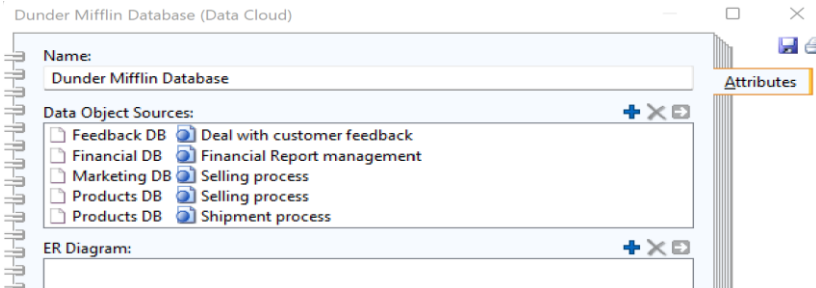 Dunder Mifflin Database (Data Cloud)
Name:
Dunder Mifflin Database
Attributes
Data Object Sources:
Feedback DB Deal with customer feedback
Financial DB Financial Report management
Marketing DB Selling process
Products DB Selling process
Products DB Shipment process
ER Diagram: